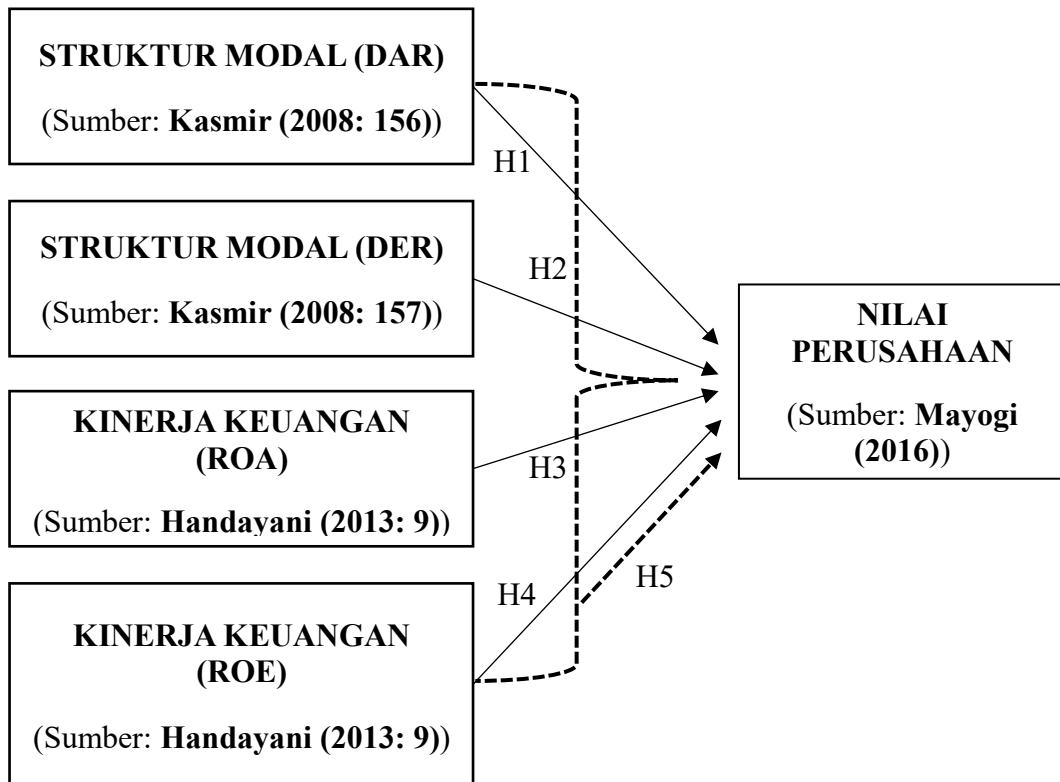 STRUKTUR MODAL (DAR)
(Sumber: Kasmir (2008: 156))
H1
STRUKTUR MODAL (DER)
(Sumber: Kasmir (2008: 157))
H2
NILAI
PERUSAHAAN
(Sumber: Mayogi
(2016))
KINERJA KEUANGAN
(ROA)
(Sumber: Handayani (2013: 9))
H3
H4
H5
KINERJA KEUANGAN
(ROE)
(Sumber: Handayani (2013: 9))